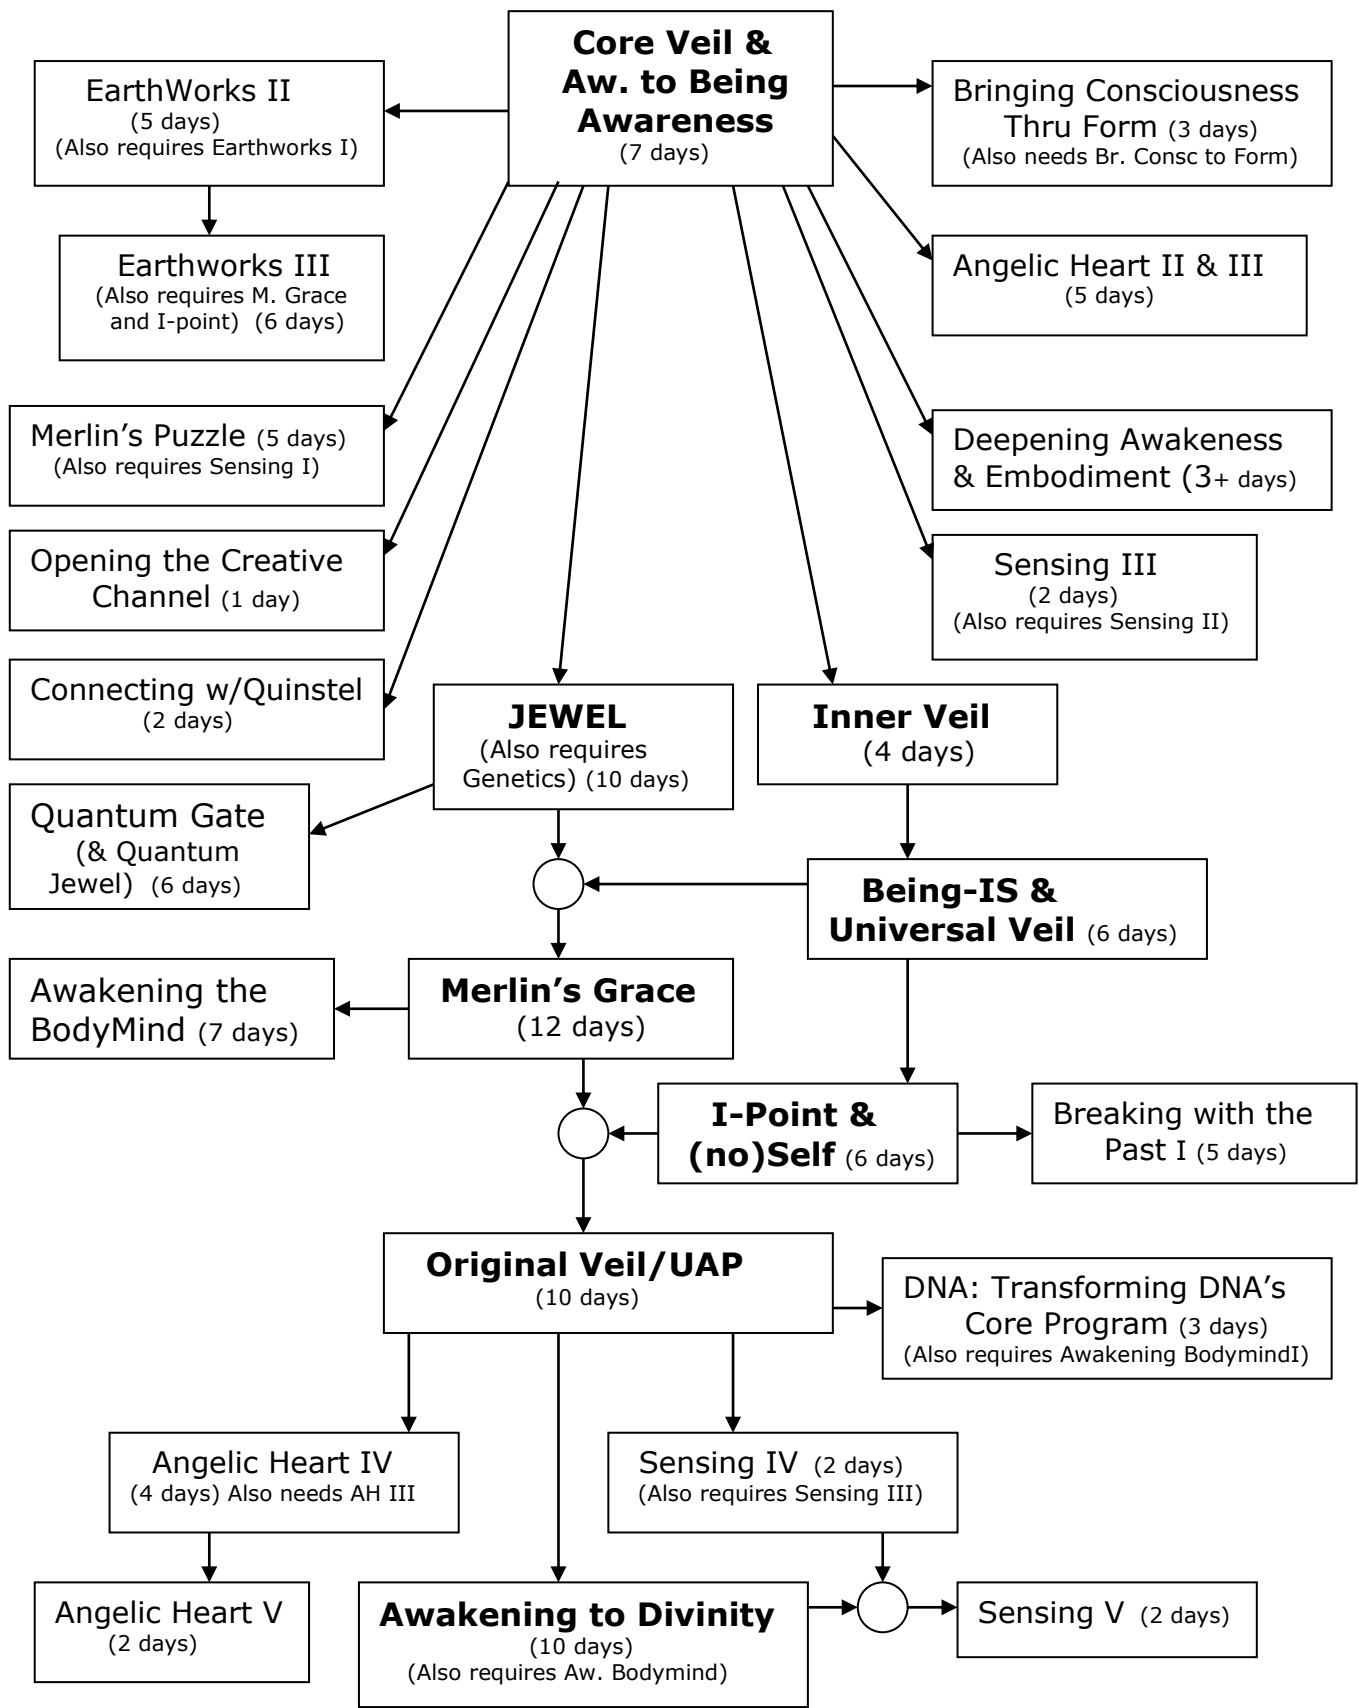 Core Veil &
Aw. to Being
Awareness
(7 days)
EarthWorks II
(5 days)
(Also requires Earthworks I)
Bringing Consciousness
Thru Form (3 days)
(Also needs Br. Consc to Form)
Earthworks III
(Also requires M. Grace
and I-point) (6 days)
Angelic Heart II & III
(5 days)
Merlin's Puzzle (5 days)
(Also requires Sensing I)
Deepening Awakeness
& Embodiment (3+ days)
Opening the Creative
Channel (1 day)
Sensing III
(2 days)
(Also requires Sensing II)
Connecting w/Quinstel
(2 days)
JEWEL
(Also requires
Genetics) (10 days)
Inner Veil
(4 days)
Quantum Gate
(& Quantum
Jewel) (6 days)
Being-IS &
Universal Veil (6 days)
Awakening the
BodyMind (7 days)
Merlin's Grace
(12 days)
I-Point &
(no)Self (6 days)
Breaking with the
Past I (5 days)
Original Veil/UAP
(10 days)
DNA: Transforming DNA's
Core Program (3 days)
(Also requires Awakening BodymindI)
Angelic Heart IV
(4 days) Also needs AH III
Sensing IV (2 days)
(Also requires Sensing III)
Angelic Heart V
(2 days)
Awakening to Divinity
(10 days)
(Also requires Aw. Bodymind)
Sensing V (2 days)